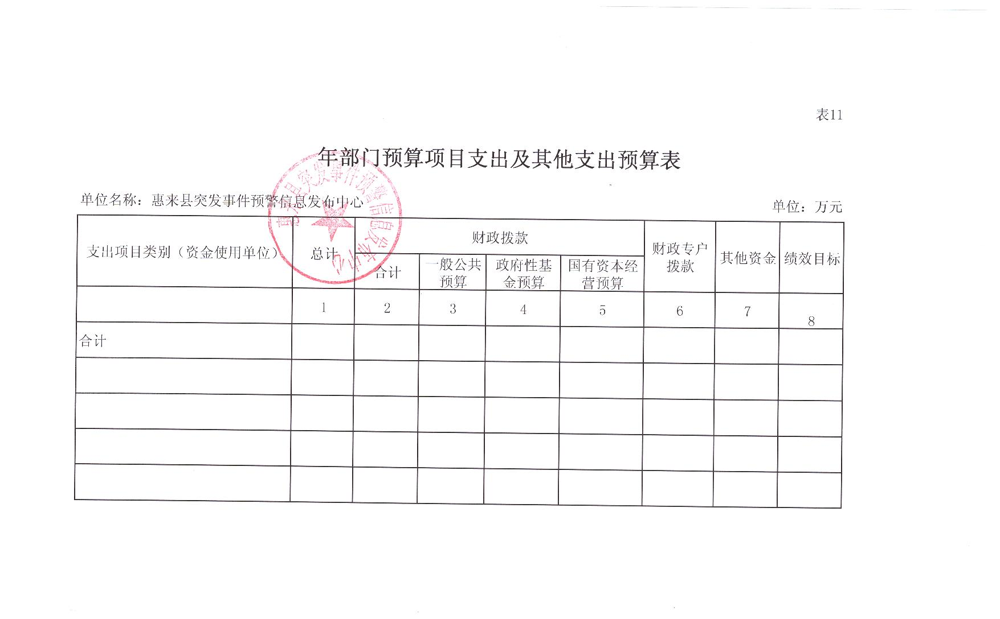 表11
年部门预算项目支出及其他支出预算表
单位名称：惠来县突发事件预警信息发布中心
单位：万元
惠来县突发事件预警信息发布中心
支出项目类别（资金使用单位）
总计
财政拨款
财政专户
拨款
其他资金
绩效目标
合计
一般公共
预算
政府性基
金预算
国有资本经
营预算
1
2
3
4
5
6
7
8
合计